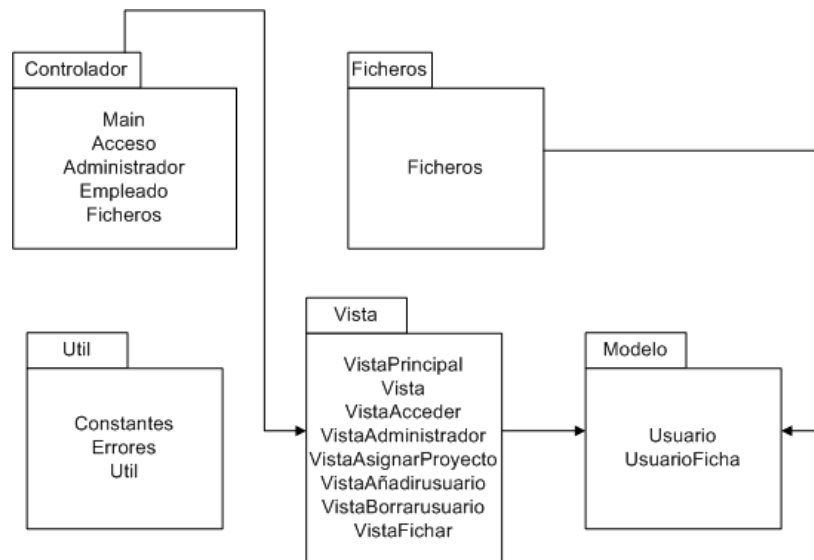 Controlador
Main
Acceso
Administrador
Empleado
Ficheros
Ficheros
Ficheros
Util
Constantes
Errores
Util
Vista
VistaPrincipal
Vista
VistaAcceder
VistaAdministrador
VistaAsignarProyecto
VistaAñadirusuario
VistaBorrarusuario
VistaFichar
Modelo
Usuario
UsuarioFicha